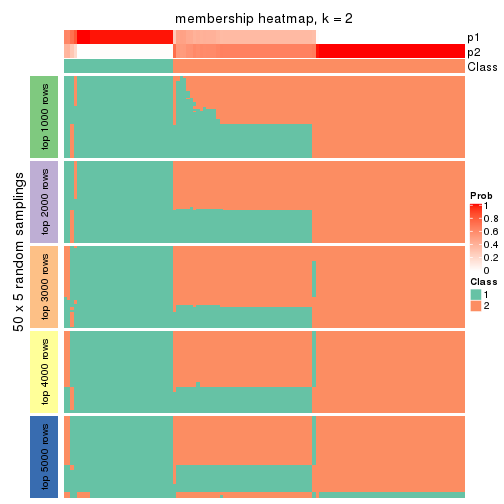 membership heatmap, k = 2
p1
p2
Class
50 x 5 random samplings
top 1000 rows
top 2000 rows
top 3000 rows
top 4000 rows
top 5000 rows
Prob
1
0.8
0.6
0.4
0.2
0
Class
1
2